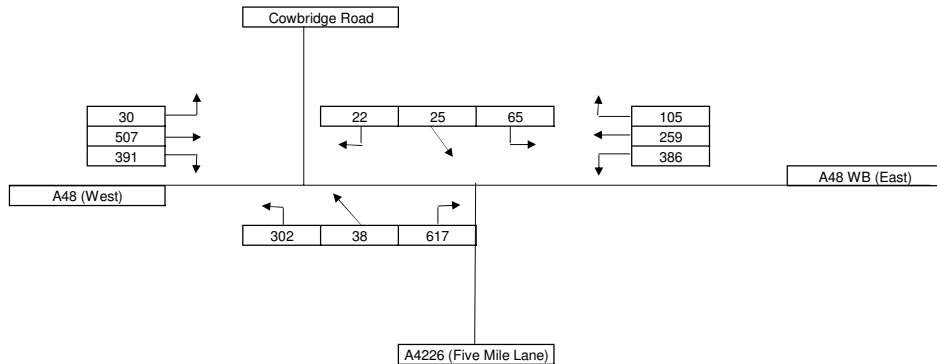 Cowbridge Road
30
507
391
22 25 65
105
259
386
A48 (West)
A48 WB (East)
302 38 617
A4226 (Five Mile Lane)